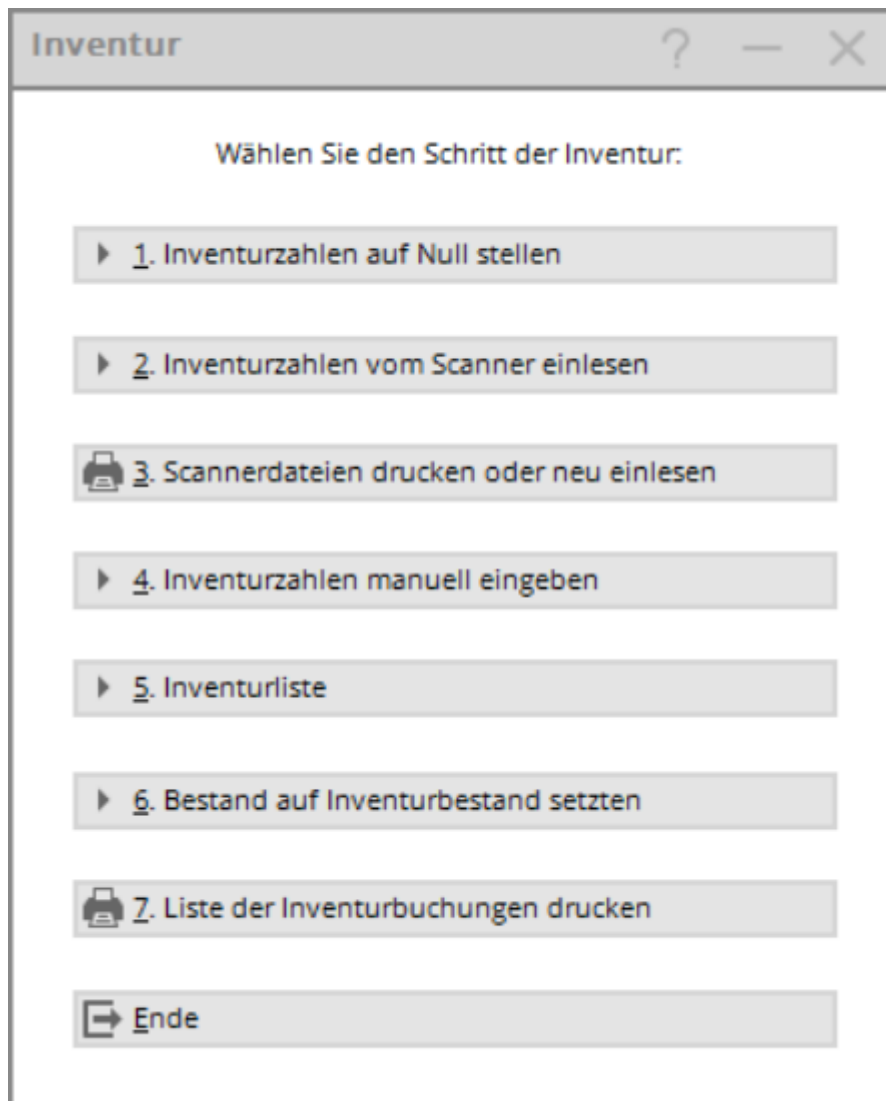 Inventur
Wählen Sie den Schritt der Inventur:
1. Inventurzahlen auf Null stellen
2. Inventurzahlen vom Scanner einlesen
3. Scannerdateien drucken oder neu einlesen
4. Inventurzahlen manuell eingeben
5. Inventurliste
6. Bestand auf Inventurbestand setzten
7. Liste der Inventurbuchungen drucken
Ende